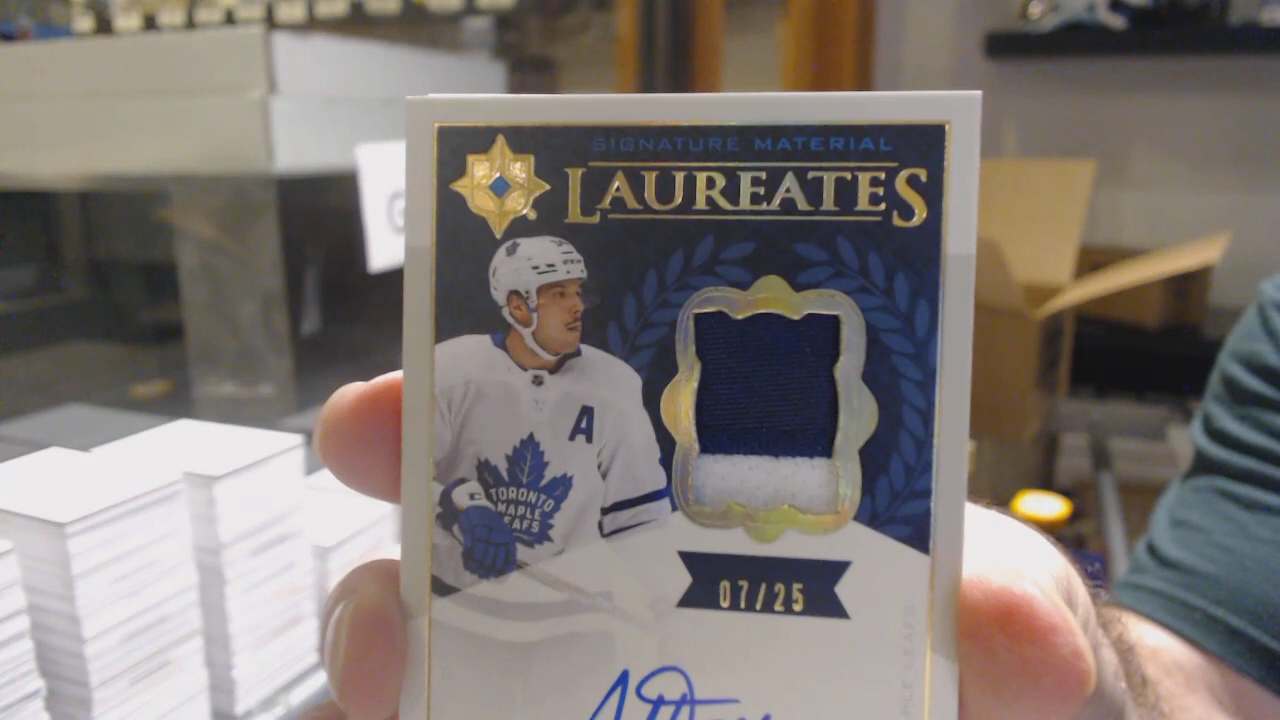 SIGNATURE MATERIAL
LAUREATES
A
TORONTO
MAPLE
LEAFS
07/25